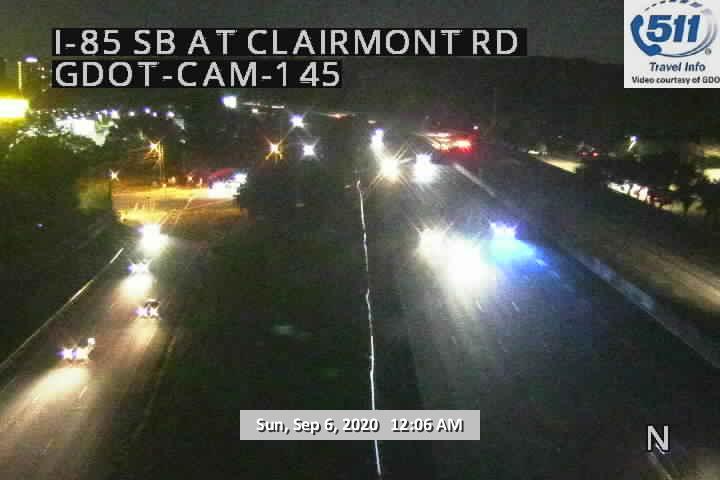 I-85 SB AT CLAIRMONT RD
GDOT-CAM-145
511
Travel Info
Video courtesy of GDO
Sun, Sep 6, 2020 12:06 AM
N